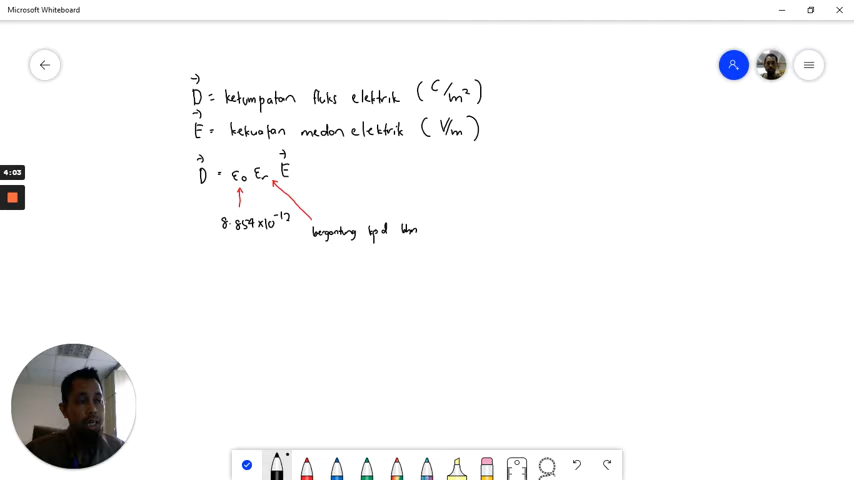 Microsoft Whiteboard
D⃗ = ketumpatan fluks elektrik (C/m²)
E⃗ = kekuatan medan elektrik (V/m)
D⃗ = ε₀ εᵣ E⃗
4:03
8.854×10⁻¹²
bergantung kpd bhn